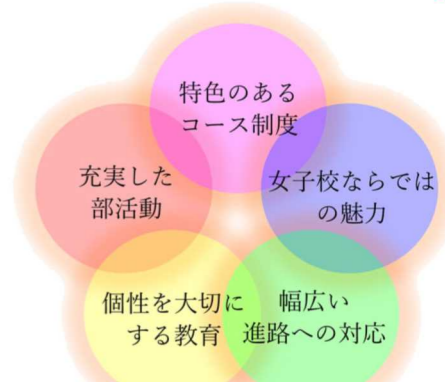 特色のある
コース制度
充実した
部活動
女子校ならでは
の魅力
個性を大切に
する教育
幅広い
進路への対応